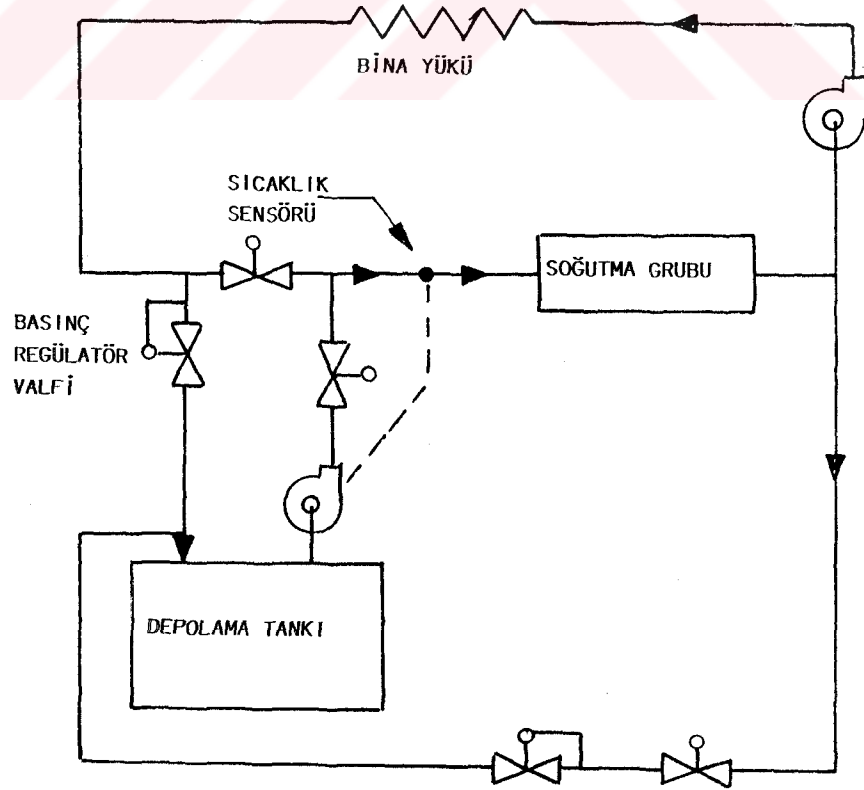 BİNA YÜKÜ
SICAKLIK
SENSÖRÜ
SOĞUTMA GRUBU
BASINÇ
REGÜLATÖR
VALFİ
DEPOLAMA TANKI